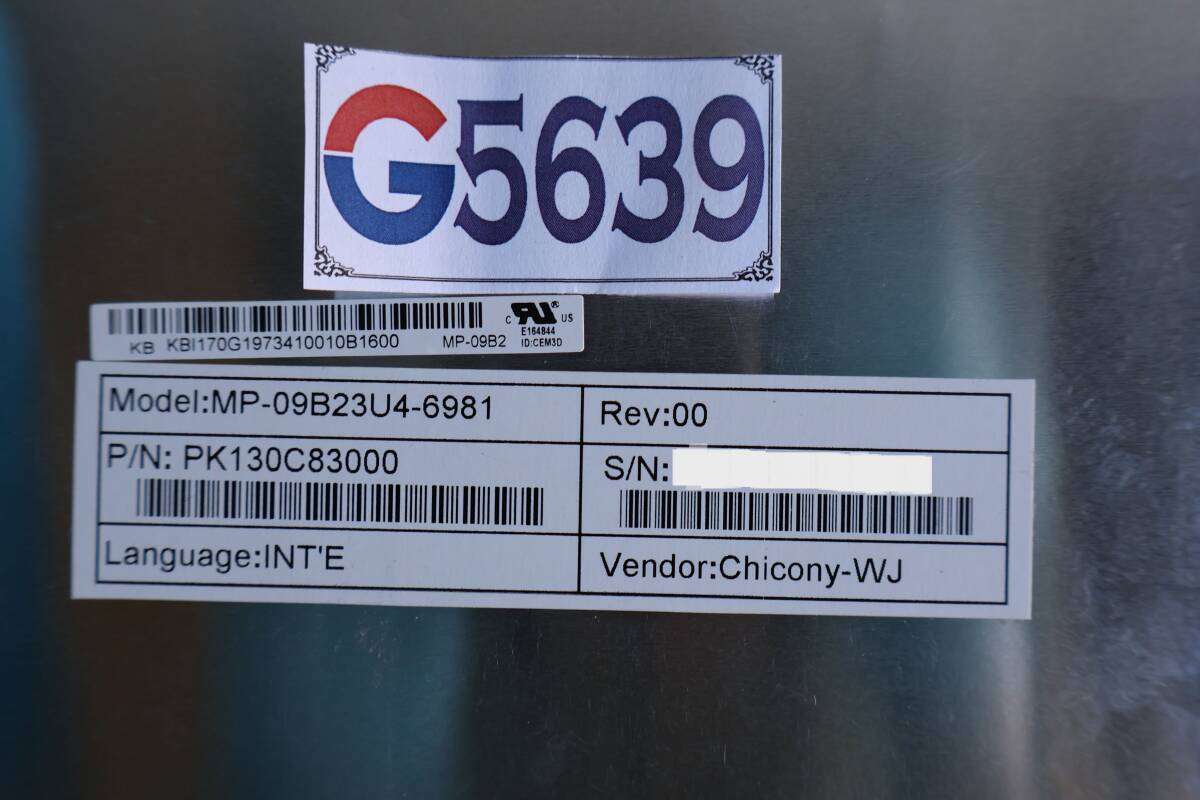 G5639
C UR US
E164844
KB KBI170G1973410010B1600 MP-09B2 ID:CEM3D
Model:MP-09B23U4-6981 Rev:00
P/N: PK130C83000 S/N:
Language:INT'E Vendor:Chicony-WJ